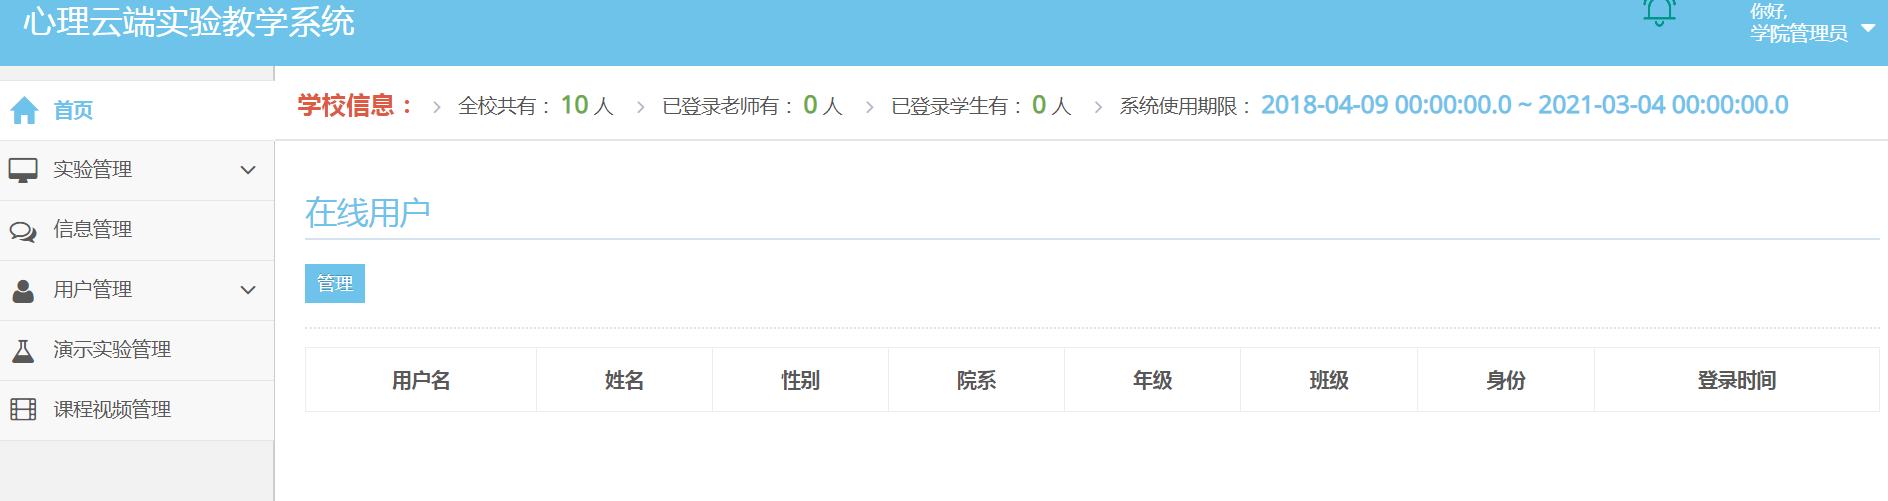 心理云端实验教学系统
你好,
学院管理员
首页
实验管理
信息管理
用户管理
演示实验管理
课程视频管理
学校信息： 全校共有： 10 人 已登录老师有： 0 人 已登录学生有： 0 人 系统使用期限： 2018-04-09 00:00:00.0 ~ 2021-03-04 00:00:00.0
在线用户
管理
用户名 姓名 性别 院系 年级 班级 身份 登录时间